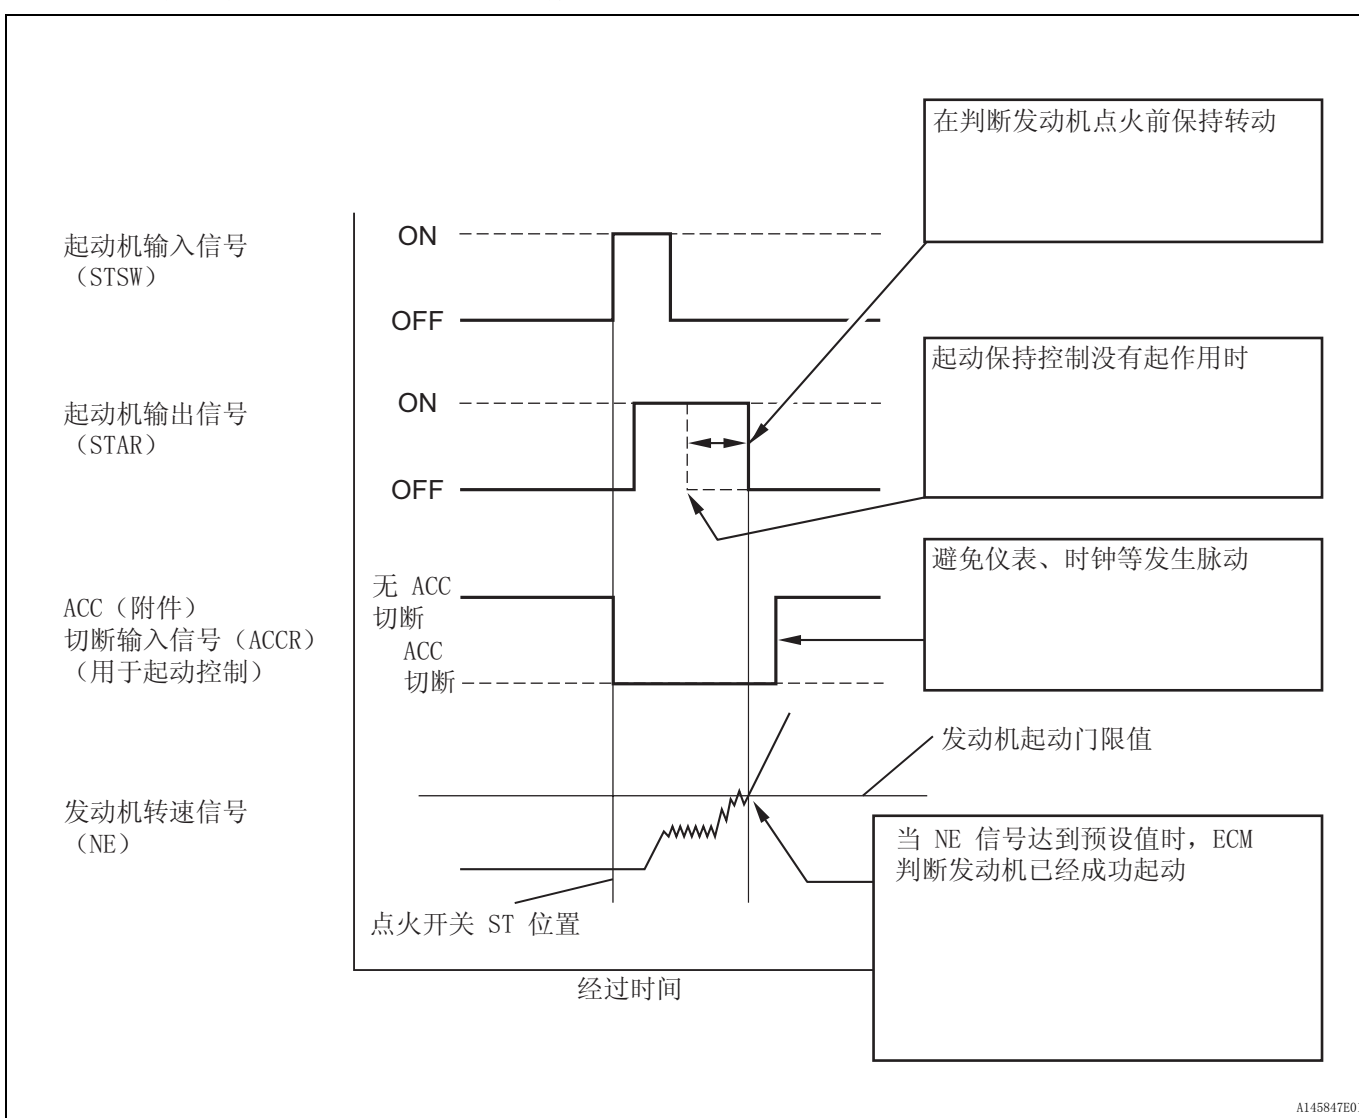 在判断发动机点火前保持转动
起动机输入信号
（STSW）
ON
OFF
起动保持控制没有起作用时
起动机输出信号
（STAR）
ON
OFF
避免仪表、时钟等发生脉动
ACC（附件）
切断输入信号（ACCR）
（用于起动控制）
无 ACC
切断
ACC
切断
发动机起动门限值
发动机转速信号
（NE）
当 NE 信号达到预设值时，ECM
判断发动机已经成功起动
点火开关 ST 位置
经过时间